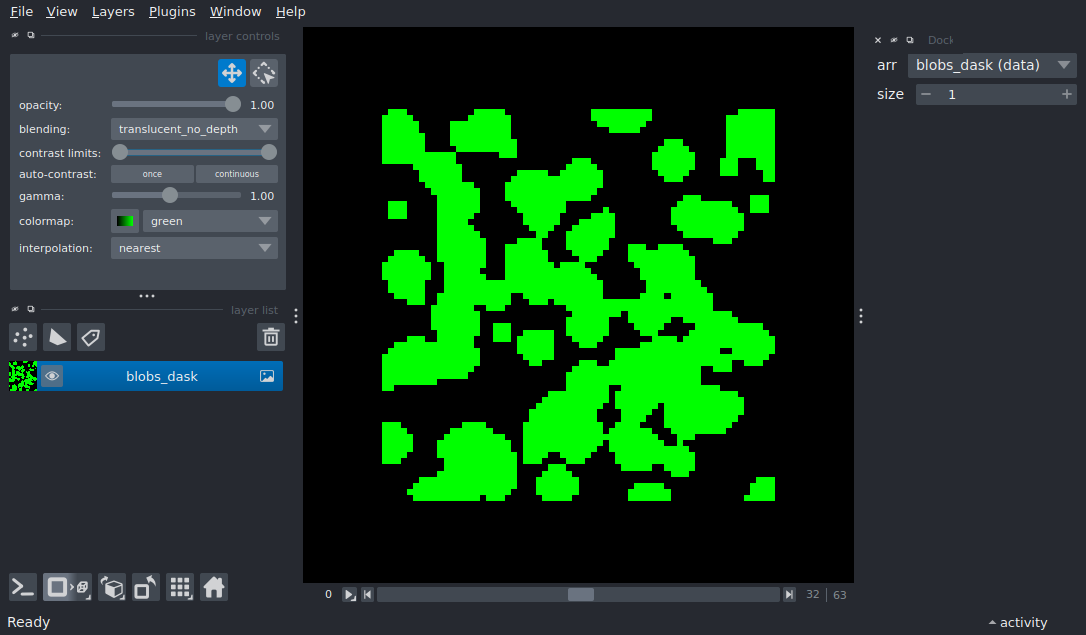 File View Layers Plugins Window Help
layer controls
opacity: 1.00
blending: translucent_no_depth
contrast limits:
auto-contrast: once continuous
gamma: 1.00
colormap: green
interpolation: nearest
layer list
blobs_dask
Dock
arr blobs_dask (data)
size 1
0 32 63
Ready
activity